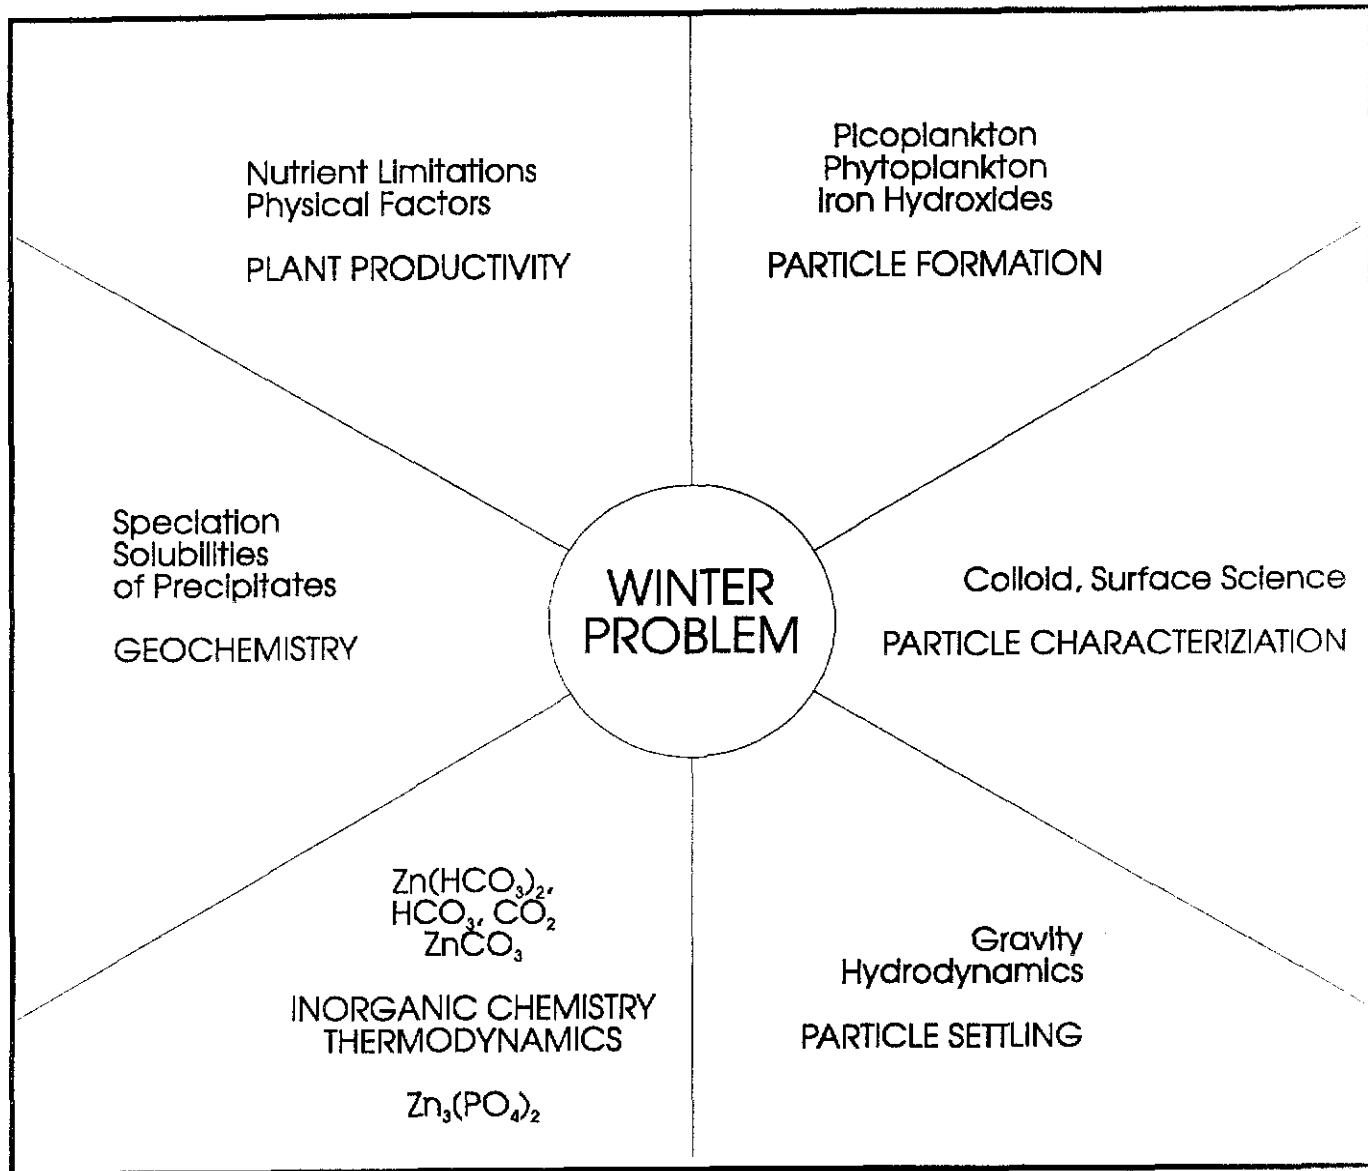 Nutrient Limitations
Physical Factors
PLANT PRODUCTIVITY
Picoplankton
Phytoplankton
Iron Hydroxides
PARTICLE FORMATION
Speciation
Solubilities
of Precipitates
GEOCHEMISTRY
WINTER
PROBLEM
Colloid, Surface Science
PARTICLE CHARACTERIZIATION
Zn(HCO₃)₂,
HCO₃, CO₂
ZnCO₃
INORGANIC CHEMISTRY
THERMODYNAMICS
Zn₃(PO₄)₂
Gravity
Hydrodynamics
PARTICLE SETTLING